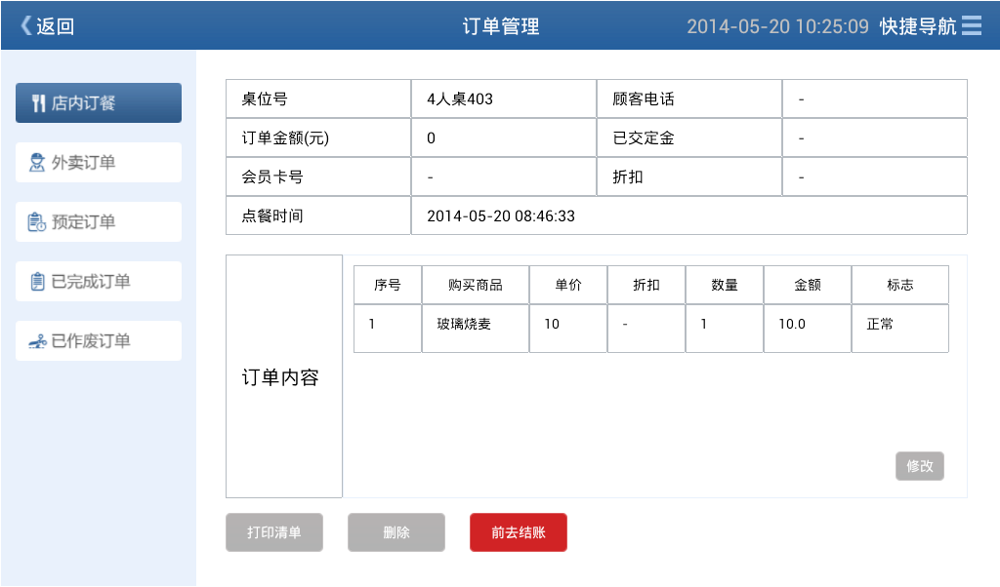 返回 订单管理 2014-05-20 10:25:09 快捷导航
店内订餐
外卖订单
预定订单
已完成订单
已作废订单
桌位号 4人桌403 顾客电话 -
订单金额(元) 0 已交定金 -
会员卡号 - 折扣 -
点餐时间 2014-05-20 08:46:33
订单内容
序号 购买商品 单价 折扣 数量 金额 标志
1 玻璃烧麦 10 - 1 10.0 正常
修改
打印清单 删除 前去结账